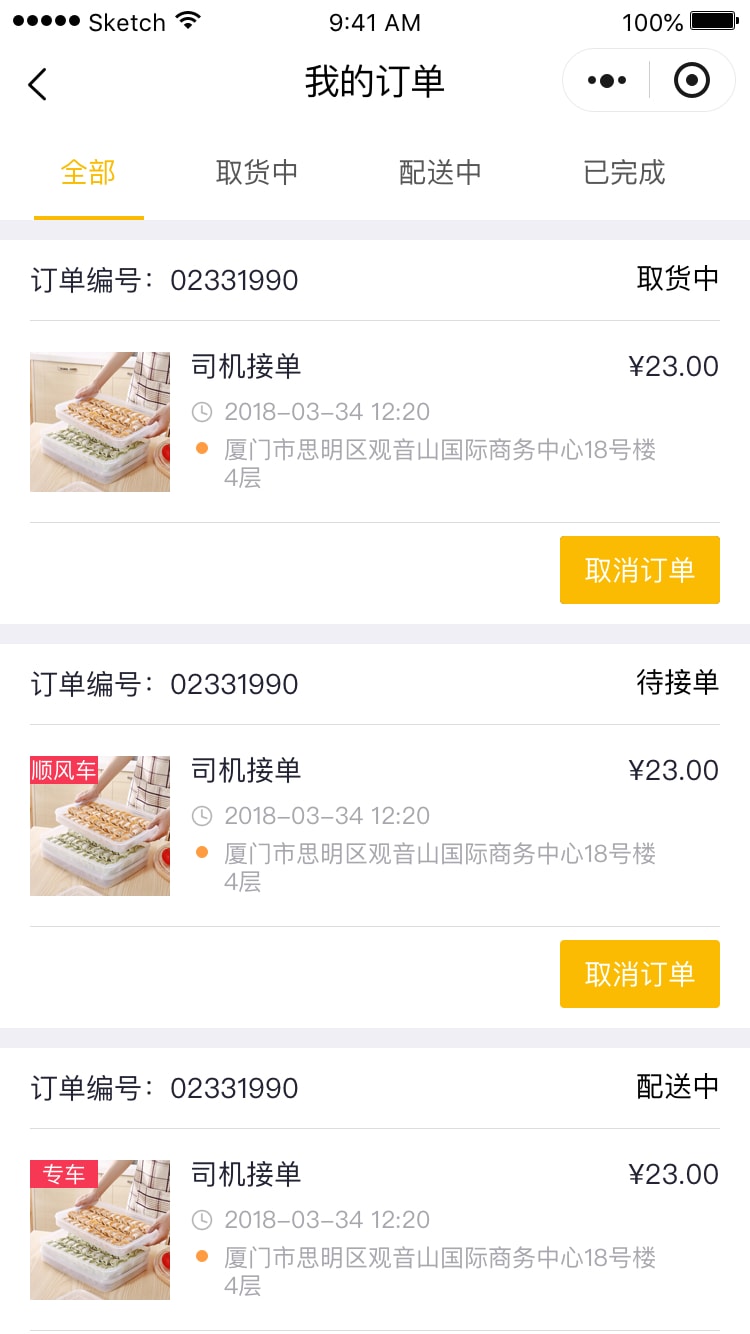 Sketch 9:41 AM 100%
我的订单
全部 取货中 配送中 已完成
订单编号：02331990 取货中
司机接单 ¥23.00
2018-03-34 12:20
厦门市思明区观音山国际商务中心18号楼
4层
取消订单
订单编号：02331990 待接单
顺风车
司机接单 ¥23.00
2018-03-34 12:20
厦门市思明区观音山国际商务中心18号楼
4层
取消订单
订单编号：02331990 配送中
专车
司机接单 ¥23.00
2018-03-34 12:20
厦门市思明区观音山国际商务中心18号楼
4层